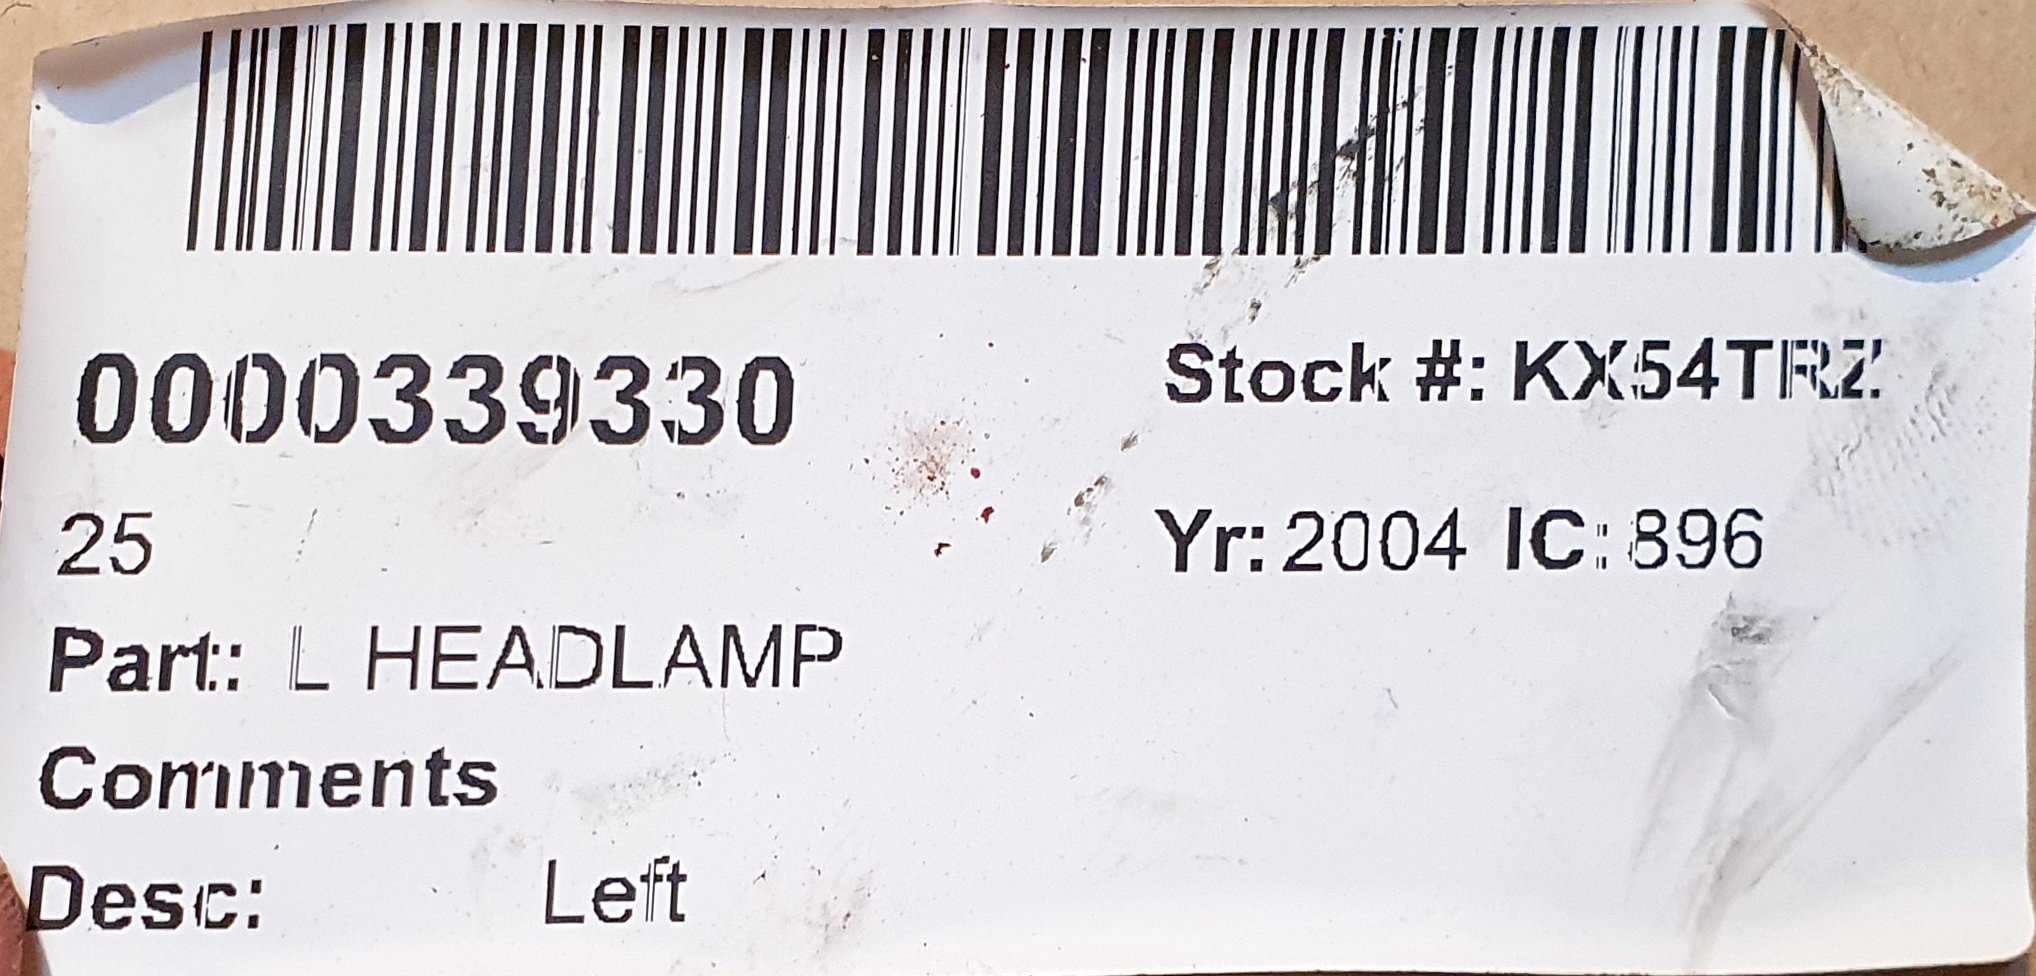 0000339330
Stock #: KX54TRZ
25
Yr: 2004 IC: 896
Part: L HEADLAMP
Comments
Desc: Left